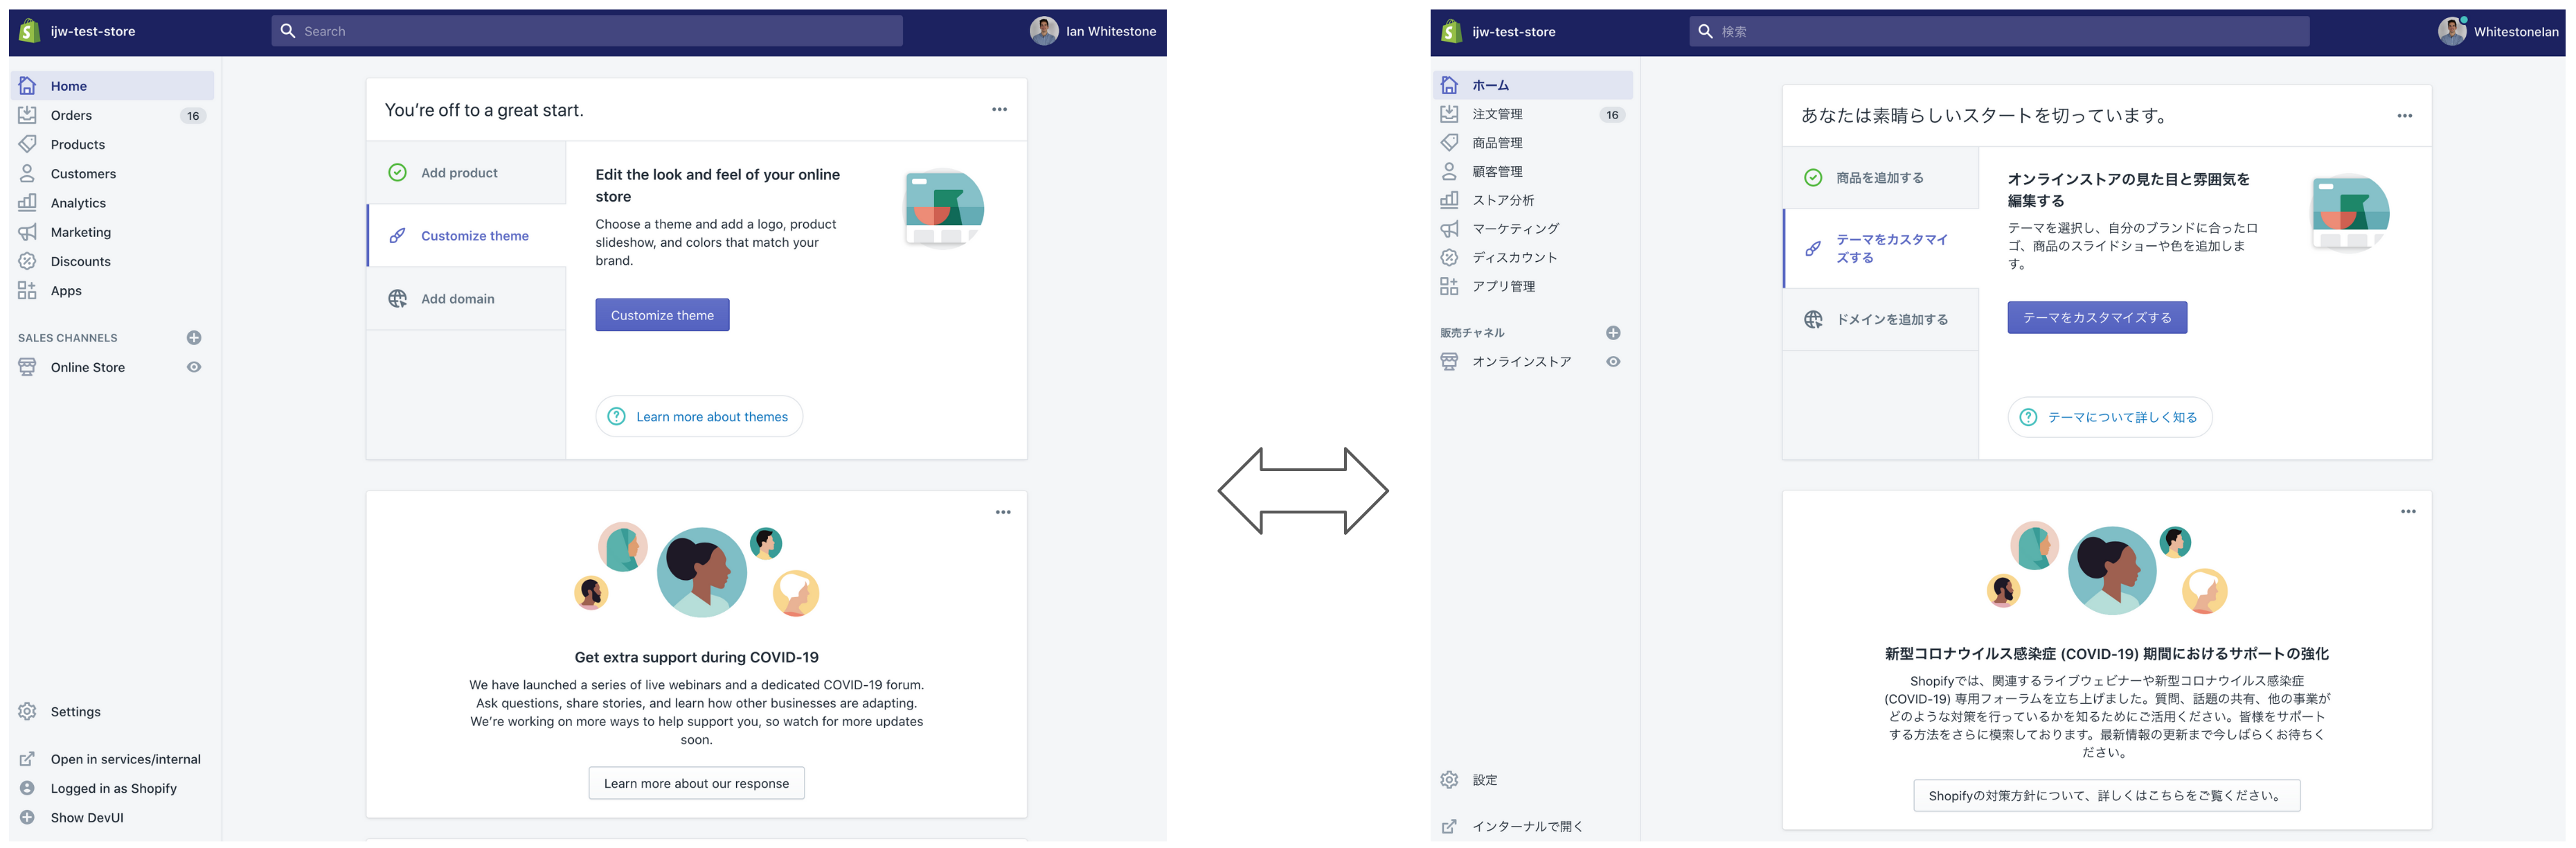 ijw-test-store
Search
Ian Whitestone
Home
Orders
16
Products
Customers
Analytics
Marketing
Discounts
Apps
SALES CHANNELS
Online Store
Settings
Open in services/internal
Logged in as Shopify
Show DevUI
You're off to a great start.
Add product
Customize theme
Add domain
Edit the look and feel of your online
store
Choose a theme and add a logo, product
slideshow, and colors that match your
brand.
Customize theme
Learn more about themes
Get extra support during COVID-19
We have launched a series of live webinars and a dedicated COVID-19 forum.
Ask questions, share stories, and learn how other businesses are adapting.
We're working on more ways to help support you, so watch for more updates
soon.
Learn more about our response
ijw-test-store
検索
WhitestoneIan
ホーム
注文管理
16
商品管理
顧客管理
ストア分析
マーケティング
ディスカウント
アプリ管理
販売チャネル
オンラインストア
設定
インターナルで開く
あなたは素晴らしいスタートを切っています。
商品を追加する
テーマをカスタマイ
ズする
ドメインを追加する
オンラインストアの見た目と雰囲気を
編集する
テーマを選択し、自分のブランドに合ったロ
ゴ、商品のスライドショーや色を追加しま
す。
テーマをカスタマイズする
テーマについて詳しく知る
新型コロナウイルス感染症 (COVID-19) 期間におけるサポートの強化
Shopifyでは、関連するライブウェビナーや新型コロナウイルス感染症
(COVID-19) 専用フォーラムを立ち上げました。質問、話題の共有、他の事業が
どのような対策を行っているかを知るためにご活用ください。皆様をサポート
する方法をさらに模索しております。最新情報の更新まで今しばらくお待ちく
ださい。
Shopifyの対策方針について、詳しくはこちらをご覧ください。